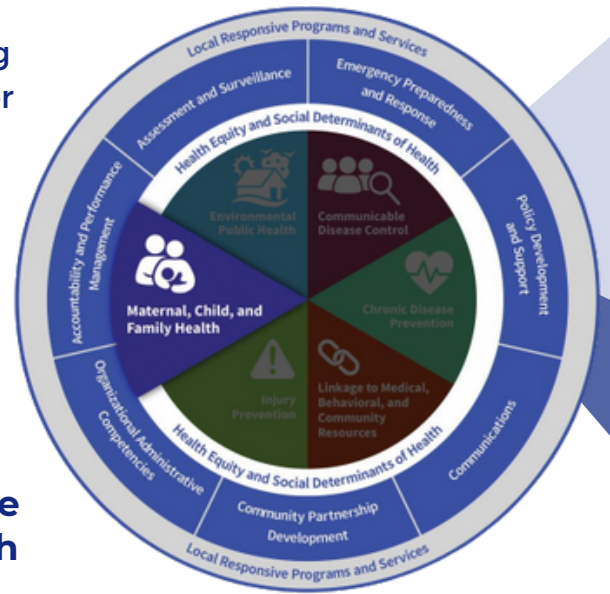 g
er
Local Responsive Programs and Services
Assessment and Surveillance
Emergency Preparedness
and Response
Health Equity and Social Determinants of Health
Environmental
Public Health
Communicable
Disease Control
Accountability and Performance
Management
Policy Development
and Support
Maternal, Child, and
Family Health
Chronic Disease
Prevention
Injury
Prevention
Linkage to Medical,
Behavioral, and
Community
Resources
Organizational Administrative
Competencies
Communications
Health Equity and Social Determinants of Health
Community Partnership
Development
Local Responsive Programs and Services
e
h